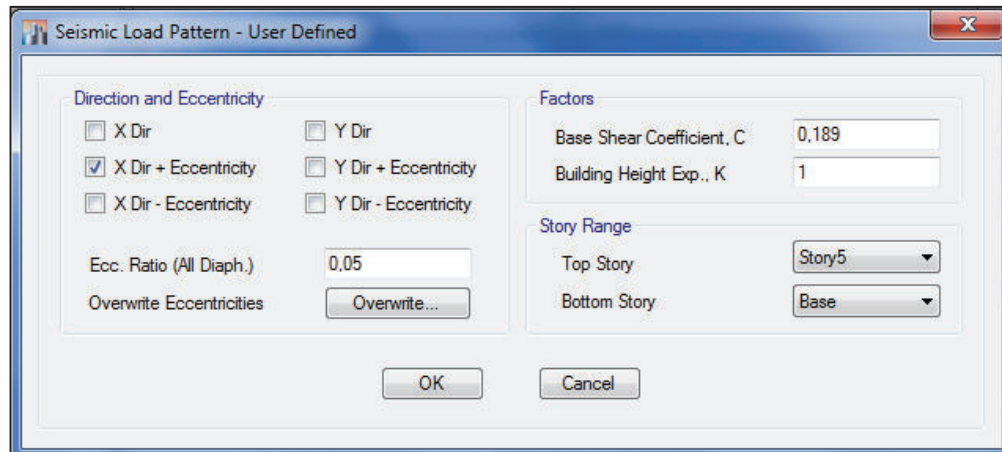 Seismic Load Pattern - User Defined
Direction and Eccentricity
X Dir
Y Dir
X Dir + Eccentricity
Y Dir + Eccentricity
X Dir - Eccentricity
Y Dir - Eccentricity
Ecc. Ratio (All Diaph.)
0,05
Overwrite Eccentricities
Overwrite...
Factors
Base Shear Coefficient, C
0,189
Building Height Exp., K
1
Story Range
Top Story
Story5
Bottom Story
Base
OK
Cancel